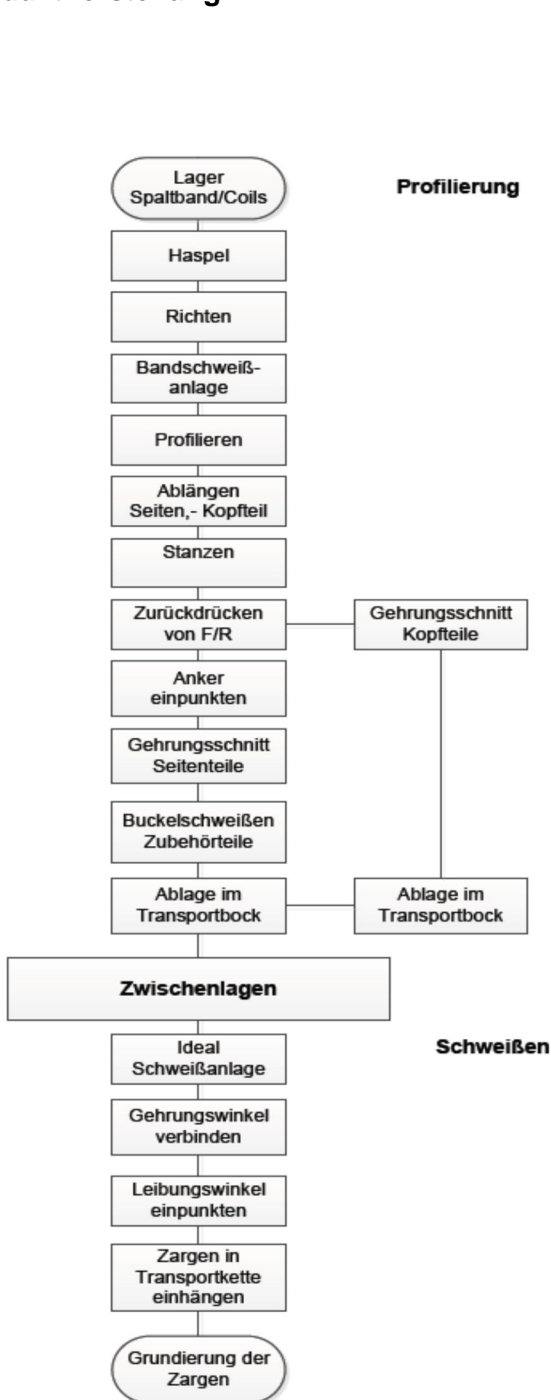 Lager
Spaltband/Coils
Profilierung
Haspel
Richten
Bandschweiß-
anlage
Profilieren
Ablängen
Seiten,- Kopfteil
Stanzen
Zurückdrücken
von F/R
Gehrungsschnitt
Kopfteile
Anker
einpunkten
Gehrungsschnitt
Seitenteile
Buckelschweißen
Zubehörteile
Ablage im
Transportbock
Ablage im
Transportbock
Zwischenlagen
Schweißen
Ideal
Schweißanlage
Gehrungswinkel
verbinden
Leibungswinkel
einpunkten
Zargen in
Transportkette
einhängen
Grundierung der
Zargen